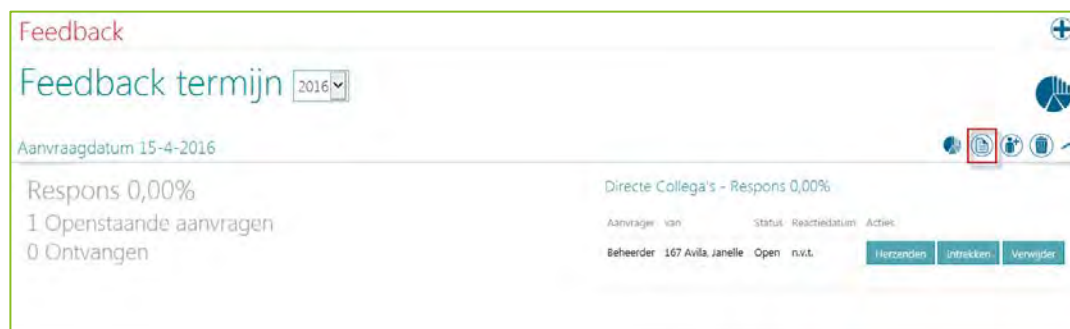 Feedback
Feedback termijn 2016
Aanvraagdatum 15-4-2016
Respons 0,00%
1 Openstaande aanvragen
0 Ontvangen
Directe Collega's - Respons 0,00%
Aanvrager van Status Reactiedatum Acties
Beheerder 167 Avila, Janelle Open n.v.t. Herzenden Intrekken Verwijder